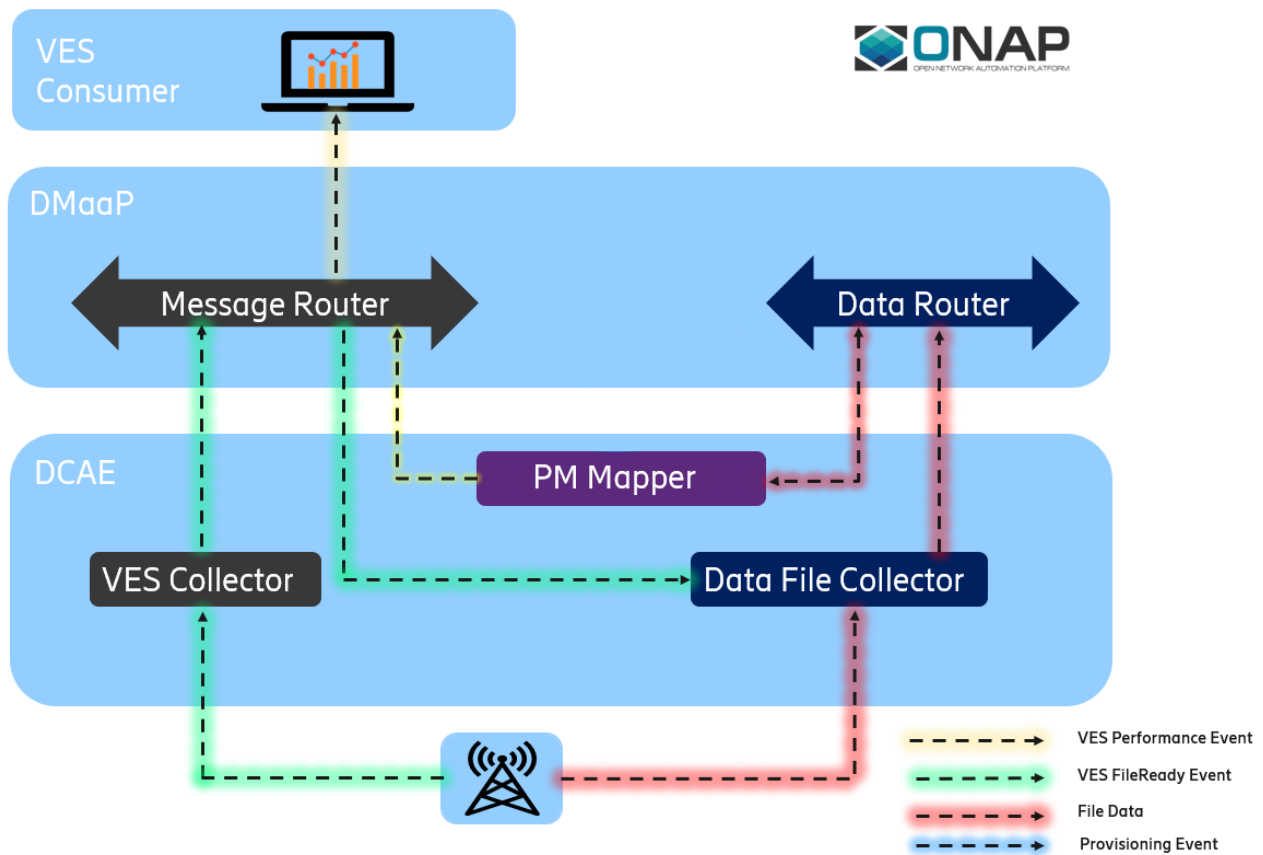 VES
Consumer
ONAP
OPEN NETWORK AUTOMATION PLATFORM
DMaaP
Message Router
Data Router
DCAE
PM Mapper
VES Collector
Data File Collector
VES Performance Event
VES FileReady Event
File Data
Provisioning Event